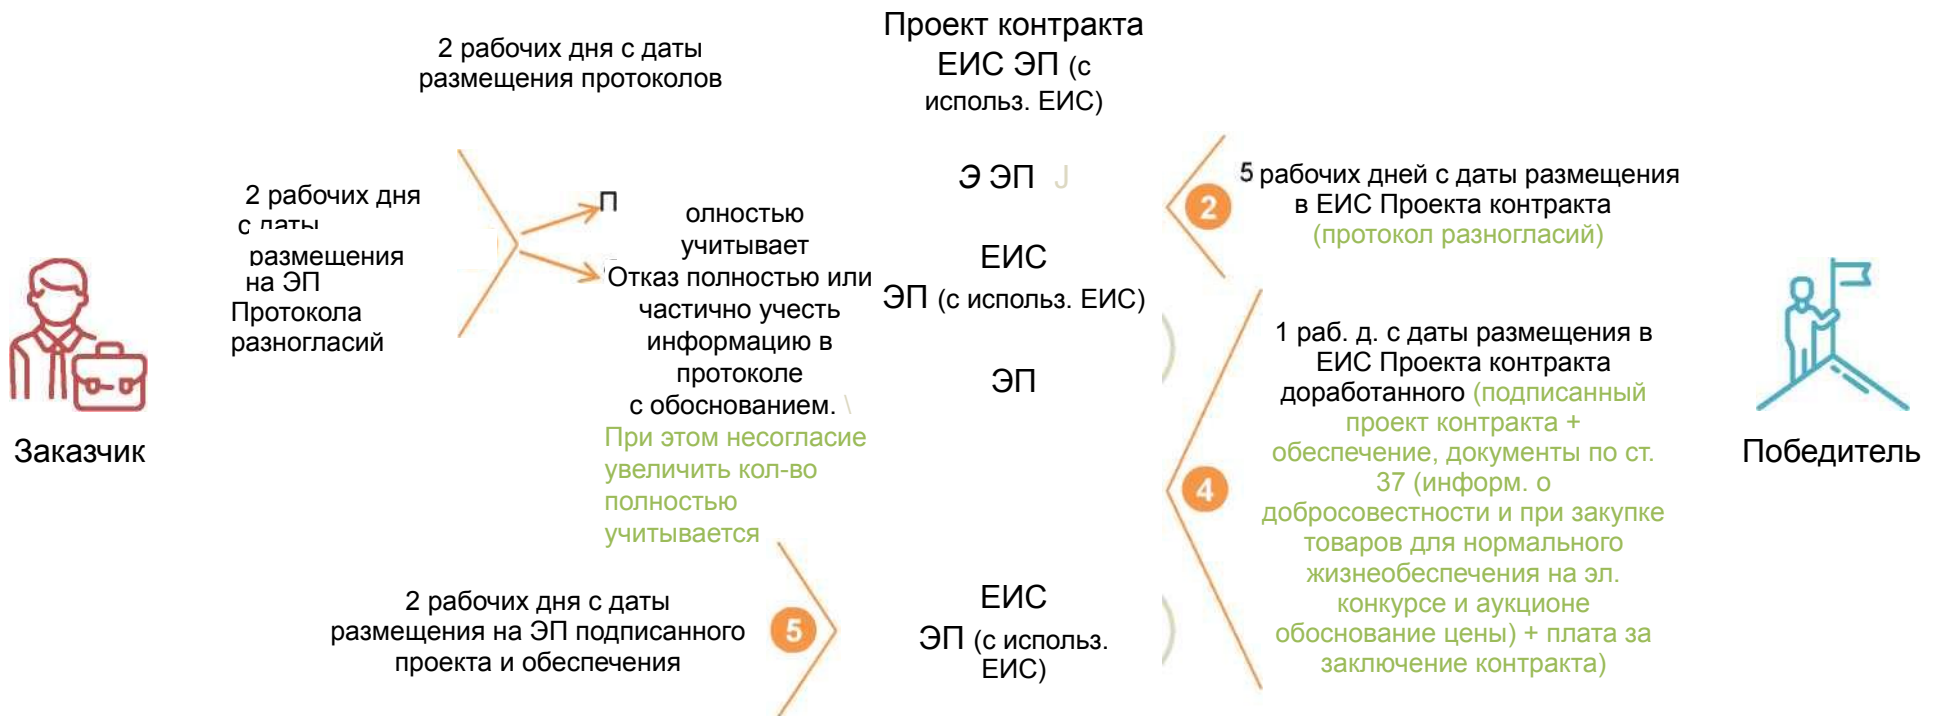 2 рабочих дня с даты
размещения протоколов
Проект контракта
ЕИС ЭП (с
использ. ЕИС)
2 рабочих дня
с даты
размещения
на ЭП
Протокола
разногласий
П
олностью
учитывает
Отказ полностью или
частично учесть
информацию в
протоколе
с обоснованием. \
При этом несогласие
увеличить кол-во
полностью
учитывается
Э ЭП J
ЕИС
ЭП (с использ. ЕИС)
ЭП
2
5 рабочих дней с даты размещения
в ЕИС Проекта контракта
(протокол разногласий)
4
1 раб. д. с даты размещения в
ЕИС Проекта контракта
доработанного (подписанный
проект контракта +
обеспечение, документы по ст.
37 (информ. о
добросовестности и при закупке
товаров для нормального
жизнеобеспечения на эл.
конкурсе и аукционе
обоснование цены) + плата за
заключение контракта)
Заказчик
Победитель
2 рабочих дня с даты
размещения на ЭП подписанного
проекта и обеспечения
5
ЕИС
ЭП (с использ.
ЕИС)